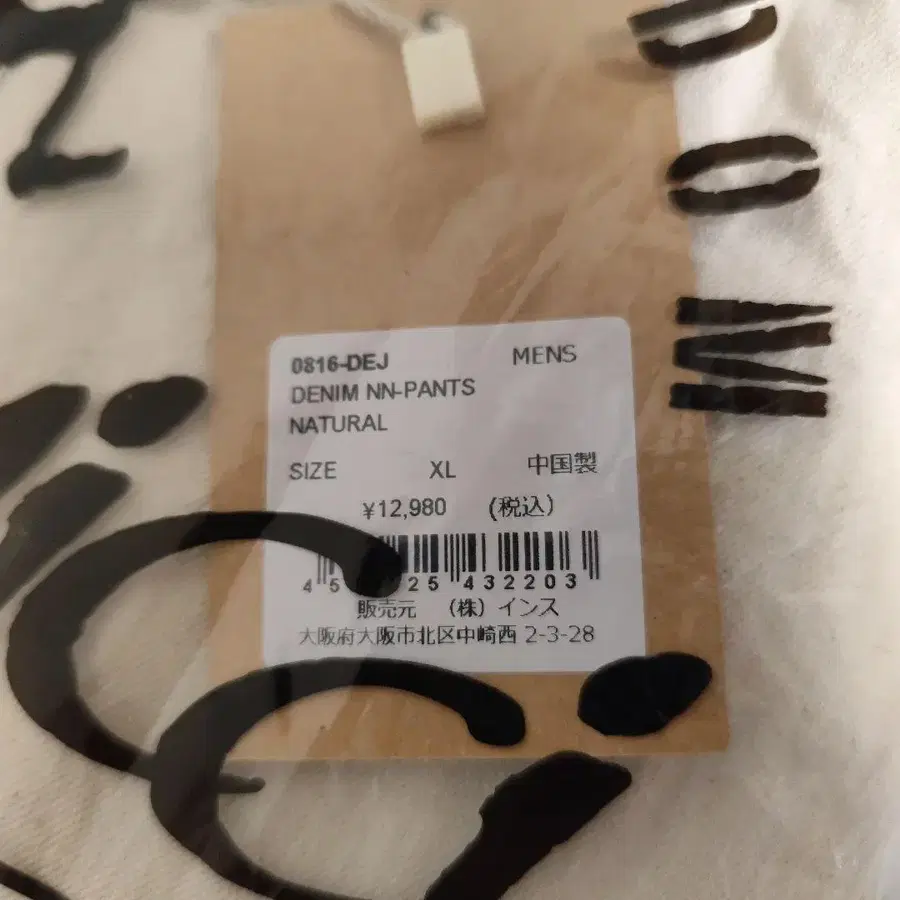 0816-DEJ MENS
DENIM NN-PANTS
NATURAL
SIZE XL 中国製
¥12,980 (税込)
432203
販売元 (株)インス
大阪府大阪市北区中崎西 2-3-28